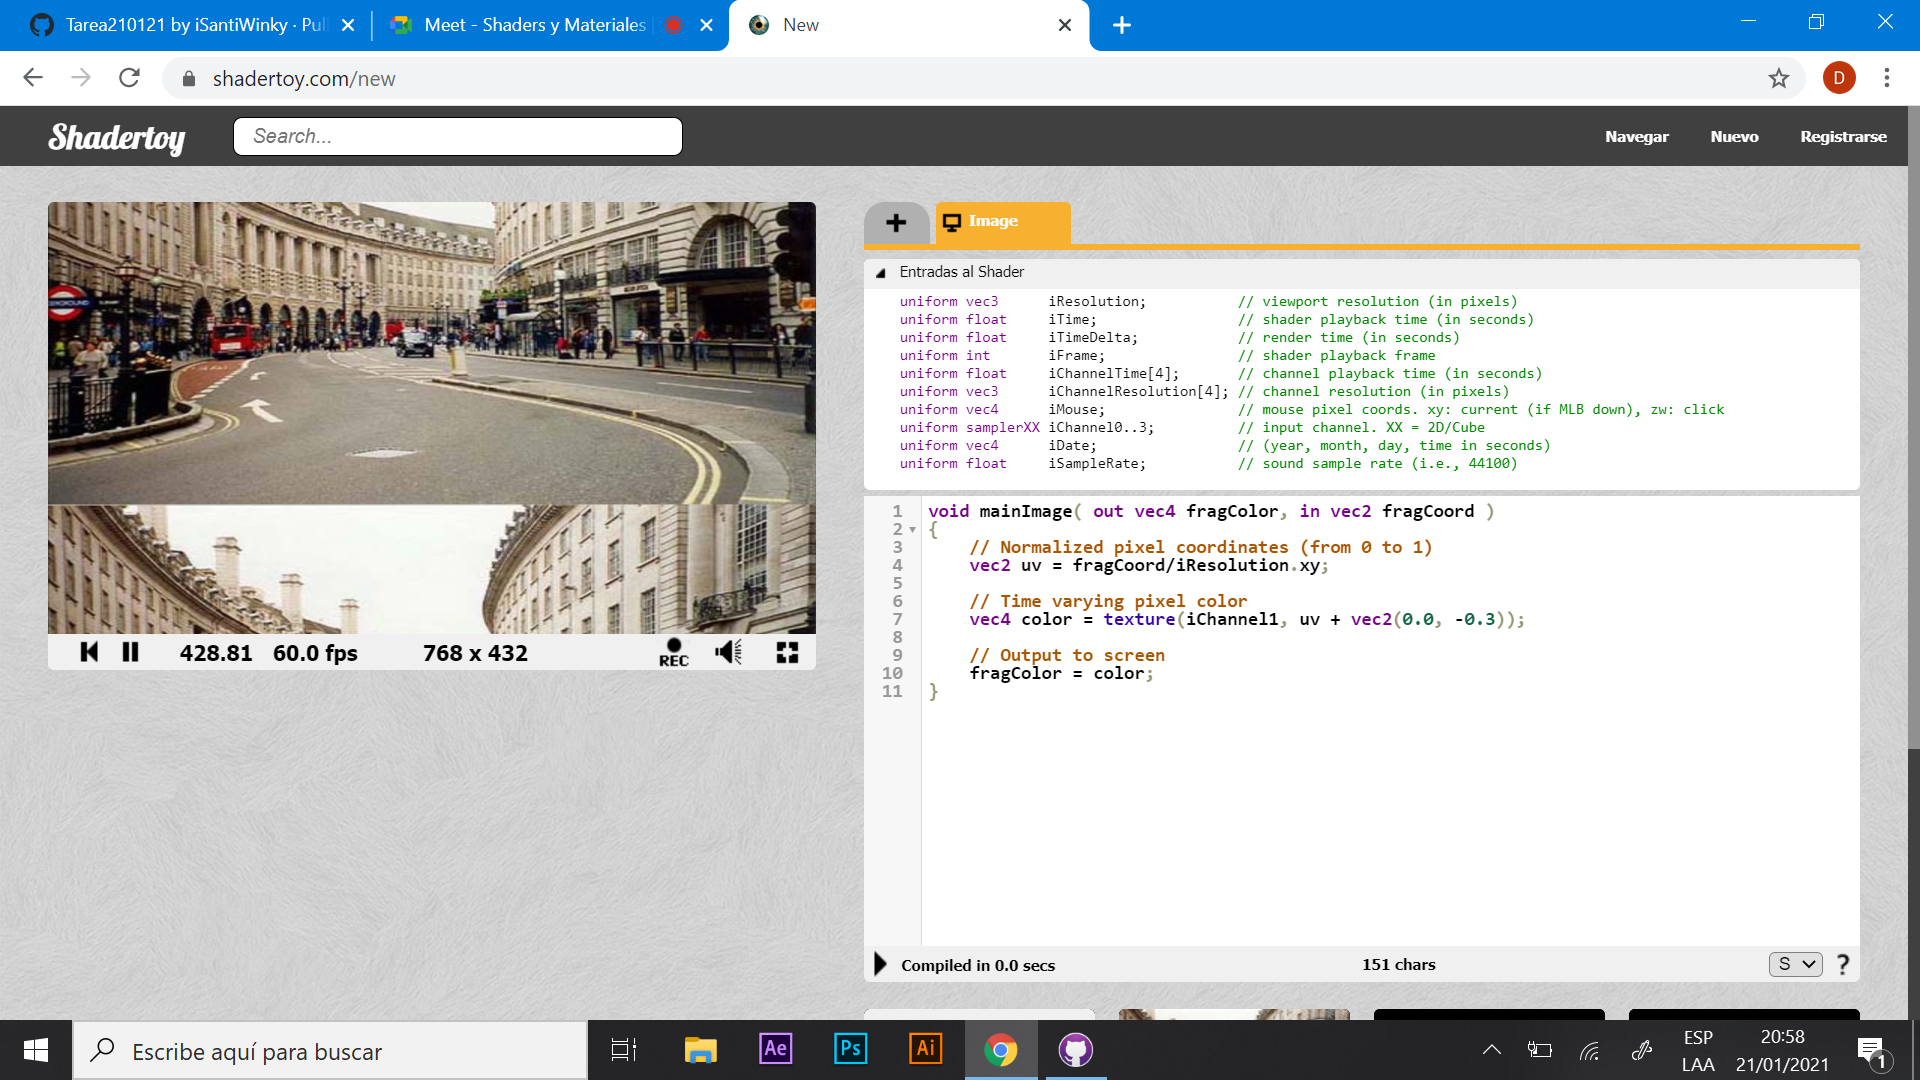 Tarea210121 by iSantiWinky · Pull
Meet - Shaders y Materiales
New
shadertoy.com/new
D
Shadertoy
Search...
Navegar
Nuevo
Registrarse
Image
Entradas al Shader
uniform vec3 iResolution; // viewport resolution (in pixels)
uniform float iTime; // shader playback time (in seconds)
uniform float iTimeDelta; // render time (in seconds)
uniform int iFrame; // shader playback frame
uniform float iChannelTime[4]; // channel playback time (in seconds)
uniform vec3 iChannelResolution[4]; // channel resolution (in pixels)
uniform vec4 iMouse; // mouse pixel coords. xy: current (if MLB down), zw: click
uniform samplerXX iChannel0..3; // input channel. XX = 2D/Cube
uniform vec4 iDate; // (year, month, day, time in seconds)
uniform float iSampleRate; // sound sample rate (i.e., 44100)
UNDERGROUND
1 void mainImage( out vec4 fragColor, in vec2 fragCoord )
2 {
3 // Normalized pixel coordinates (from 0 to 1)
4 vec2 uv = fragCoord/iResolution.xy;
5
6 // Time varying pixel color
7 vec4 color = texture(iChannel1, uv + vec2(0.0, -0.3));
8
9 // Output to screen
10 fragColor = color;
11 }
428.81 60.0 fps 768 x 432 REC
Compiled in 0.0 secs 151 chars S ?
Escribe aquí para buscar
Ae
Ps
Ai
ESP
LAA
20:58
21/01/2021
1